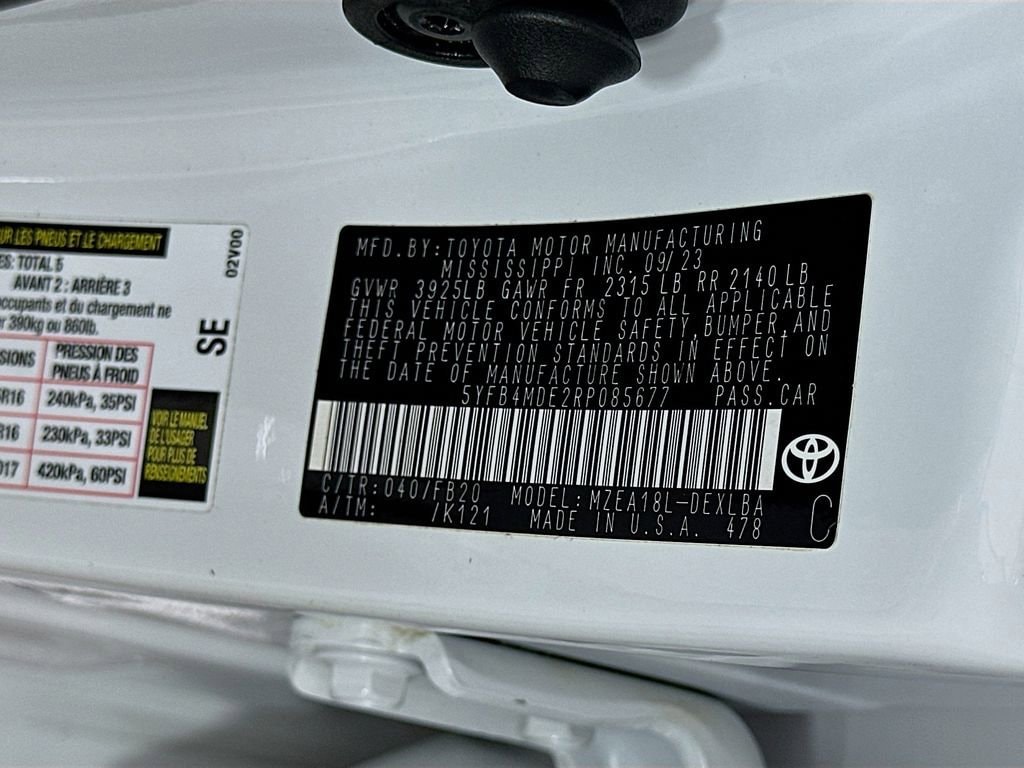 UR LES PNEUS ET LE CHARGEMENT
ES: TOTAL 5
AVANT 2 : ARRIÈRE 3
occupants et du chargement ne
r 390kg ou 860lb.
PRESSION DES
PNEUS À FROID
SIONS
R16 240kPa, 35PSI
R16 230kPa, 33PSI
D17 420kPa, 60PSI
VOIR LE MANUEL
DE L'USAGER
POUR PLUS DE
RENSEIGNEMENTS
02V00
SE
MFD. BY: TOYOTA MOTOR MANUFACTURING
MISSISSIPPI INC. 09/23
GVWR 3925LB GAWR FR 2315 LB RR 2140 LB
THIS VEHICLE CONFORMS TO ALL APPLICABLE
FEDERAL MOTOR VEHICLE SAFETY, BUMPER, AND
THEFT PREVENTION STANDARDS IN EFFECT ON
THE DATE OF MANUFACTURE SHOWN ABOVE.
5YFB4MDE2RP085677 PASS. CAR
C/TR: 040/FB20 MODEL: MZEA18L-DEXLBA
A/TM: /K121 MADE IN U.S.A. 478
C